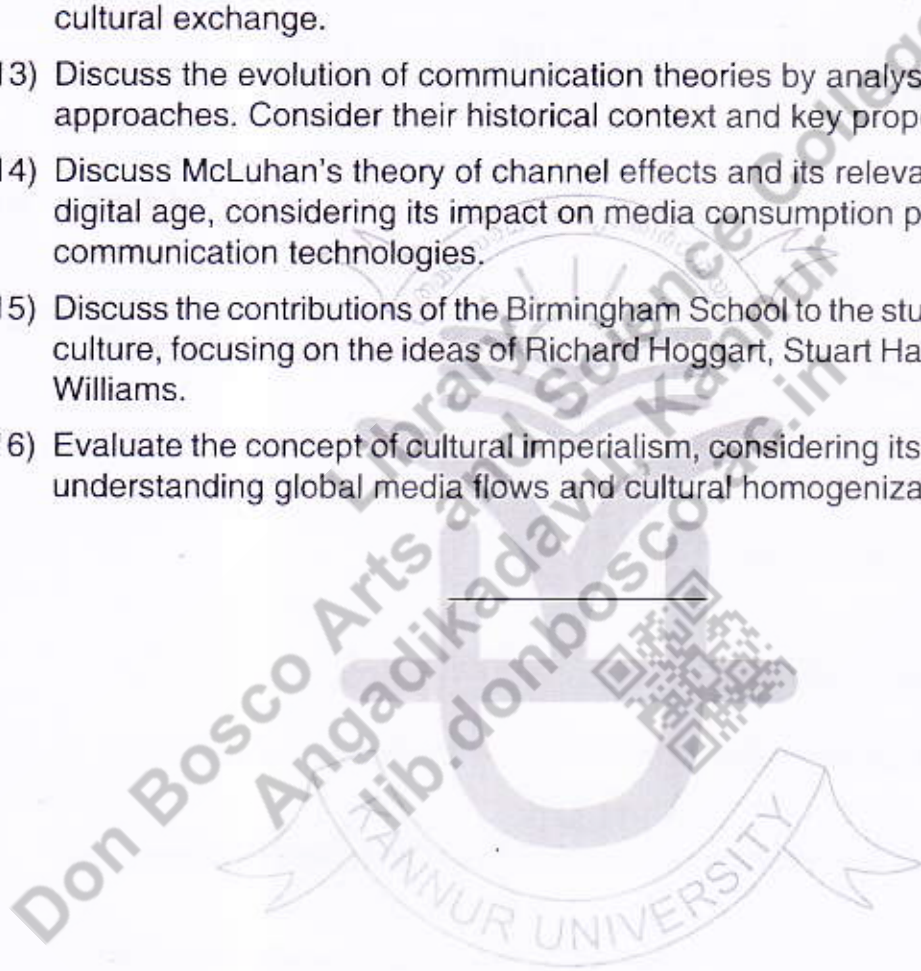 cultural exchange.
13) Discuss the evolution of communication theories by analys
approaches. Consider their historical context and key prop
14) Discuss McLuhan's theory of channel effects and its releva
digital age, considering its impact on media consumption p
communication technologies.
15) Discuss the contributions of the Birmingham School to the stu
culture, focusing on the ideas of Richard Hoggart, Stuart Ha
Williams.
6) Evaluate the concept of cultural imperialism, considering its
understanding global media flows and cultural homogeniza
Library
Don Bosco Arts and Science College
Angadikadavu, Kannur
lib.donbosco.ac.in
KANNUR UNIVERSITY